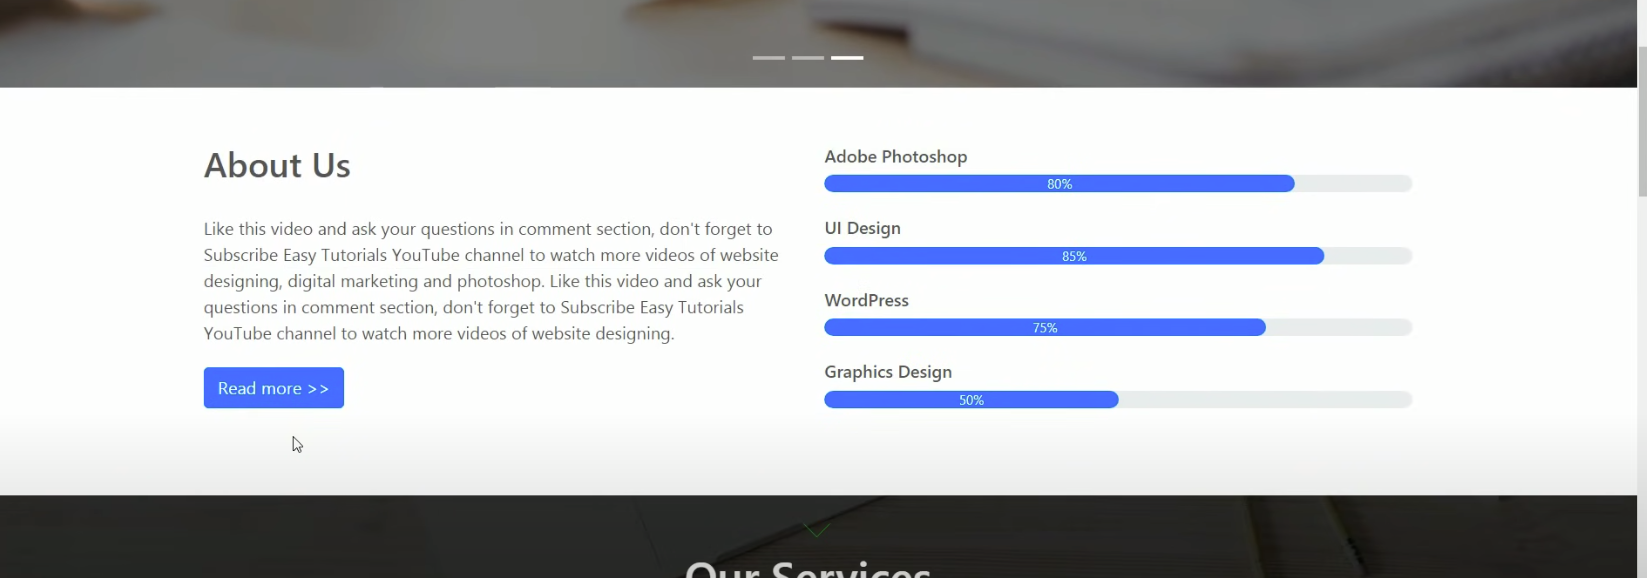 About Us
Like this video and ask your questions in comment section, don't forget to
Subscribe Easy Tutorials YouTube channel to watch more videos of website
designing, digital marketing and photoshop. Like this video and ask your
questions in comment section, don't forget to Subscribe Easy Tutorials
YouTube channel to watch more videos of website designing.
Read more >>
Adobe Photoshop
80%
UI Design
85%
WordPress
75%
Graphics Design
50%
Our Services